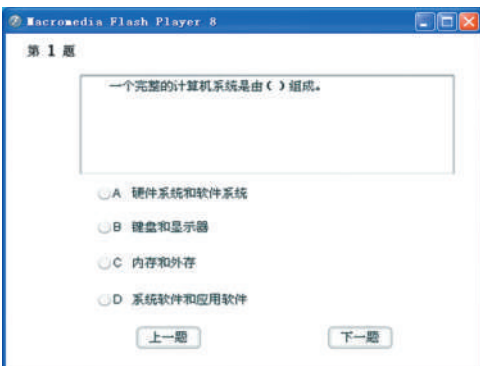 Macromedia Flash Player 8
第 1 题
一个完整的计算机系统是由( )组成。
A 硬件系统和软件系统
B 键盘和显示器
C 内存和外存
D 系统软件和应用软件
上一题
下一题